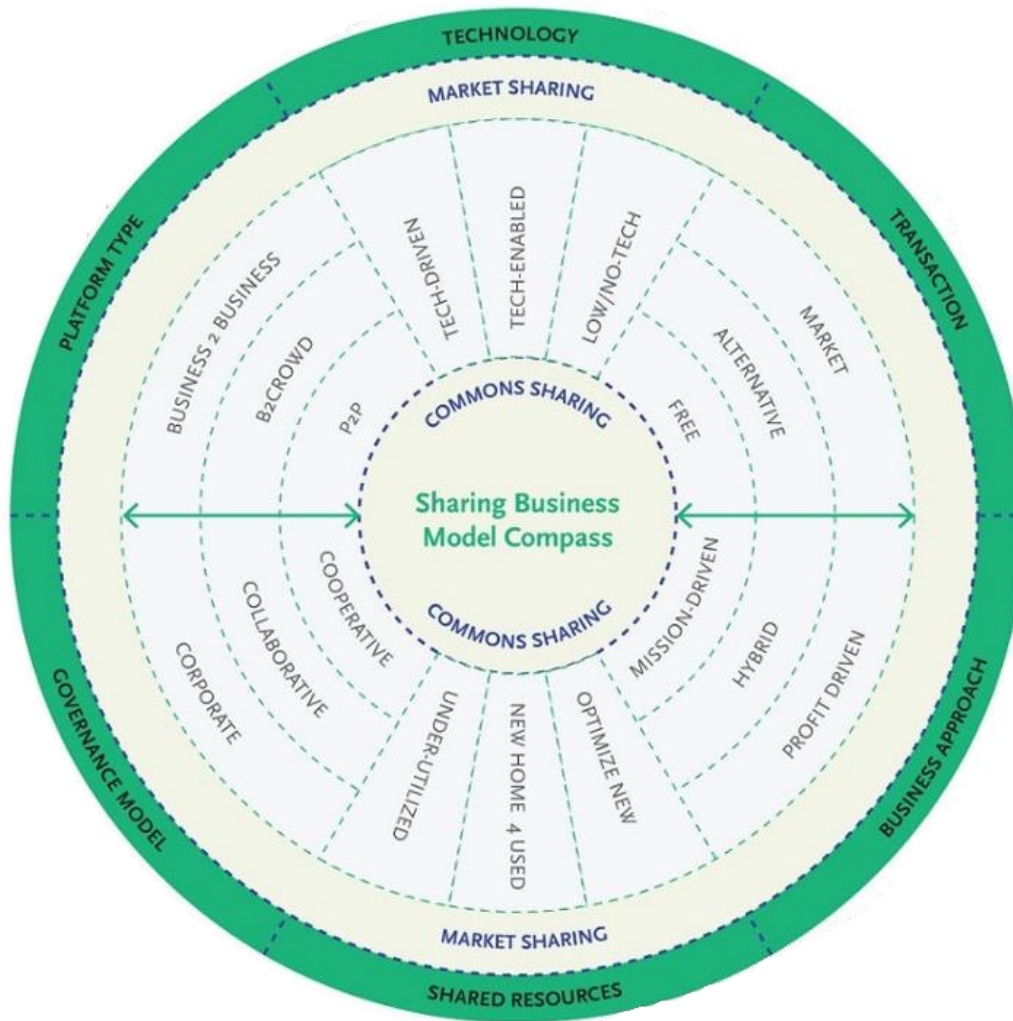 TECHNOLOGY
MARKET SHARING
PLATFORM TYPE
TRANSACTION
BUSINESS 2 BUSINESS
B2CROWD
P2P
TECH-DRIVEN
TECH-ENABLED
LOW/NO-TECH
FREE
ALTERNATIVE
MARKET
COMMONS SHARING
Sharing Business
Model Compass
COMMONS SHARING
CORPORATE
COLLABORATIVE
COOPERATIVE
UNDER-UTILIZED
NEW HOME 4 USED
OPTIMIZE NEW
MISSION-DRIVEN
HYBRID
PROFIT DRIVEN
GOVERNANCE MODEL
BUSINESS APPROACH
MARKET SHARING
SHARED RESOURCES